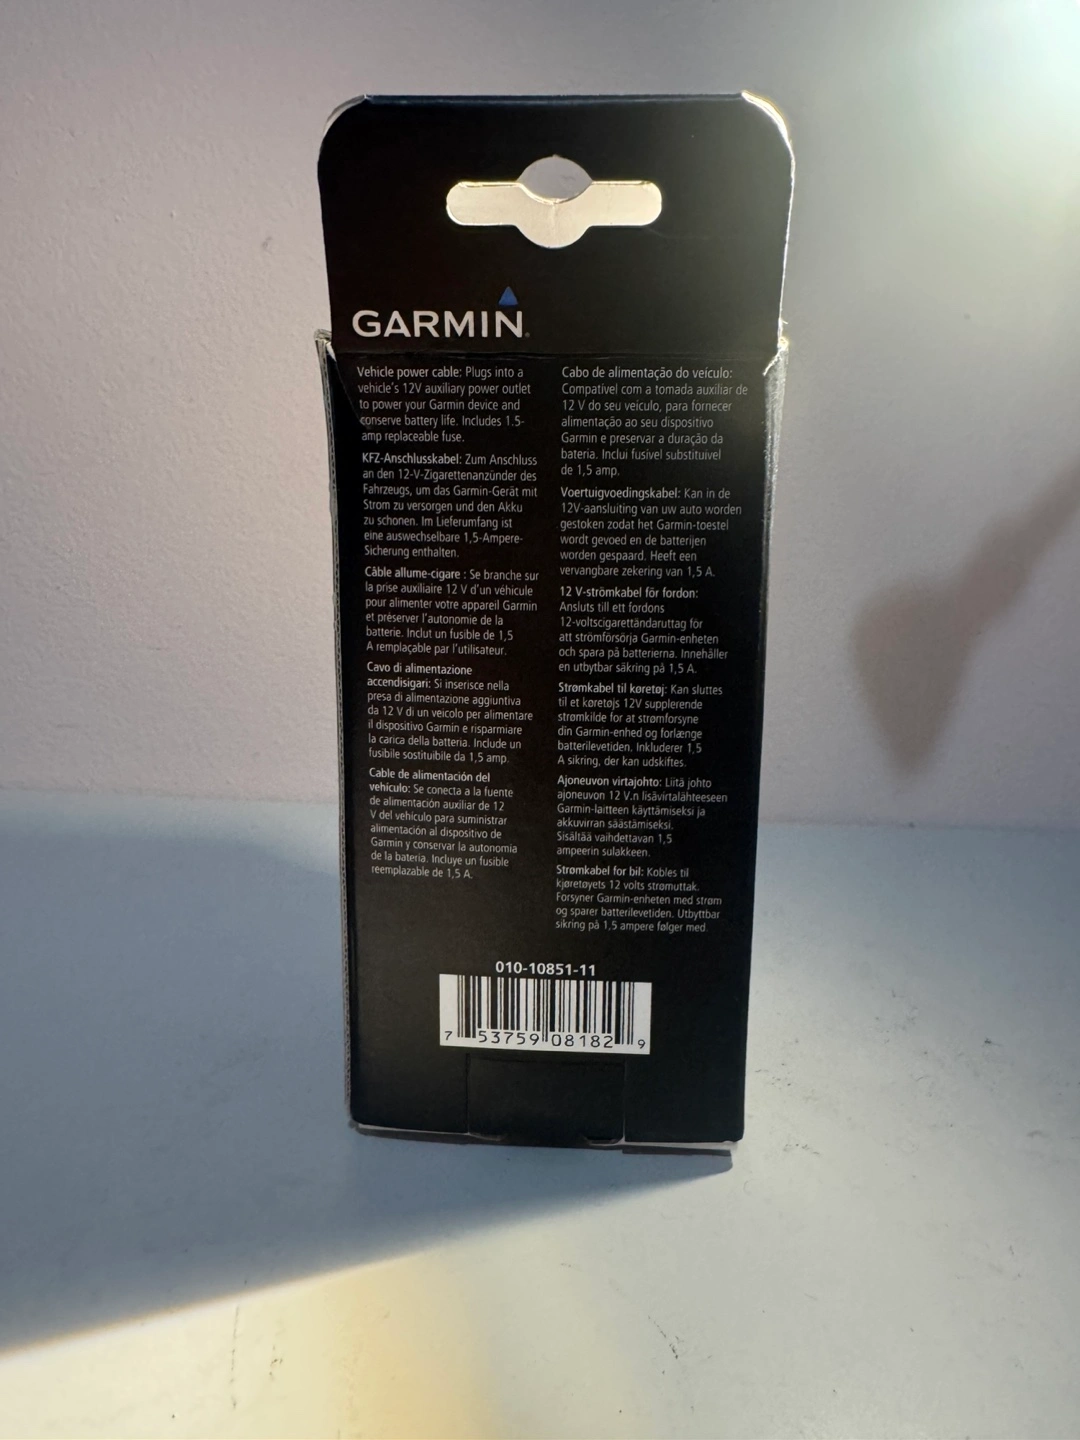 GARMIN
Vehicle power cable: Plugs into a
vehicle's 12V auxiliary power outlet
to power your Garmin device and
conserve battery life. Includes 1.5-
amp replaceable fuse.
KFZ-Anschlusskabel: Zum Anschluss
an den 12-V-Zigarettenanzünder des
Fahrzeugs, um das Garmin-Gerät mit
Strom zu versorgen und den Akku
zu schonen. Im Lieferumfang ist
eine auswechselbare 1,5-Ampere-
Sicherung enthalten.
Câble allume-cigare : Se branche sur
la prise auxiliaire 12 V d'un véhicule
pour alimenter votre appareil Garmin
et préserver l'autonomie de la
batterie. Inclut un fusible de 1,5
A remplaçable par l'utilisateur.
Cavo di alimentazione
accendisigari: Si inserisce nella
presa di alimentazione aggiuntiva
da 12 V di un veicolo per alimentare
il dispositivo Garmin e risparmiare
la carica della batteria. Include un
fusibile sostituibile da 1,5 amp.
Cable de alimentación del
vehículo: Se conecta a la fuente
de alimentación auxiliar de 12
V del vehículo para suministrar
alimentación al dispositivo de
Garmin y conservar la autonomía
de la batería. Incluye un fusible
reemplazable de 1,5 A.
Cabo de alimentação do veículo:
Compatível com a tomada auxiliar de
12 V do seu veículo, para fornecer
alimentação ao seu dispositivo
Garmin e preservar a duração da
bateria. Inclui fusível substituível
de 1,5 amp.
Voertuigvoedingskabel: Kan in de
12V-aansluiting van uw auto worden
gestoken zodat het Garmin-toestel
wordt gevoed en de batterijen
worden gespaard. Heeft een
vervangbare zekering van 1,5 A.
12 V-strömkabel för fordon:
Ansluts till ett fordons
12-voltscigarettändaruttag för
att strömförsörja Garmin-enheten
och spara på batterierna. Innehåller
en utbytbar säkring på 1,5 A.
Strømkabel til køretøj: Kan sluttes
til et køretøjs 12V supplerende
strømkilde for at strømforsyne
din Garmin-enhed og forlænge
batterilevetiden. Inkluderer 1,5
A sikring, der kan udskiftes.
Ajoneuvon virtajohto: Liitä johto
ajoneuvon 12 V.n lisävirtalähteeseen
Garmin-laitteen käyttämiseksi ja
akkuvirran säästämiseksi.
Sisältää vaihdettavan 1,5
ampeerin sulakkeen.
Strømkabel for bil: Kobles til
kjøretøyets 12 volts strømuttak.
Forsyner Garmin-enheten med strøm
og sparer batterilevetiden. Utbyttbar
sikring på 1,5 ampere følger med.
010-10851-11
7 53759 08182 9